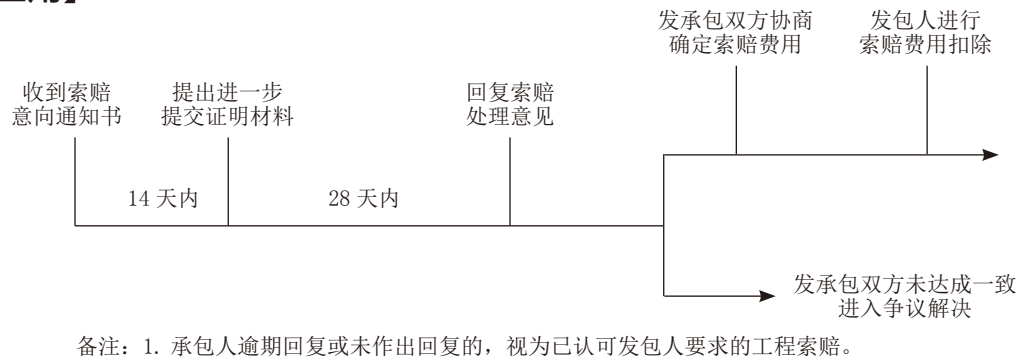 发承包双方协商
确定索赔费用
发包人进行
索赔费用扣除
收到索赔
意向通知书
提出进一步
提交证明材料
回复索赔
处理意见
14 天内
28 天内
发承包双方未达成一致
进入争议解决
备注：1. 承包人逾期回复或未作出回复的，视为已认可发包人要求的工程索赔。